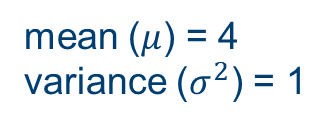 mean (μ) = 4
variance (σ²) = 1